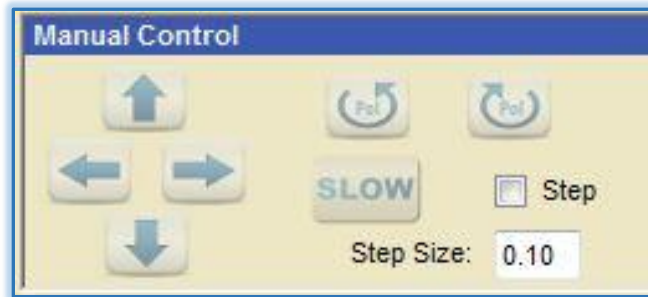 Manual Control
Pol Pol
SLOW
Step
Step Size: 0.10